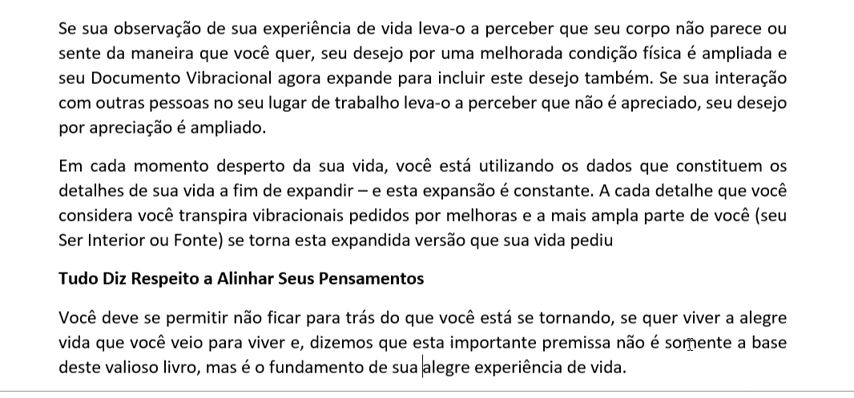 Se sua observação de sua experiência de vida leva-o a perceber que seu corpo não parece ou
sente da maneira que você quer, seu desejo por uma melhorada condição física é ampliada e
seu Documento Vibracional agora expande para incluir este desejo também. Se sua interação
com outras pessoas no seu lugar de trabalho leva-o a perceber que não é apreciado, seu desejo
por apreciação é ampliado.
Em cada momento desperto da sua vida, você está utilizando os dados que constituem os
detalhes de sua vida a fim de expandir – e esta expansão é constante. A cada detalhe que você
considera você transpira vibracionais pedidos por melhoras e a mais ampla parte de você (seu
Ser Interior ou Fonte) se torna esta expandida versão que sua vida pediu
Tudo Diz Respeito a Alinhar Seus Pensamentos
Você deve se permitir não ficar para trás do que você está se tornando, se quer viver a alegre
vida que você veio para viver e, dizemos que esta importante premissa não é somente a base
deste valioso livro, mas é o fundamento de sua alegre experiência de vida.